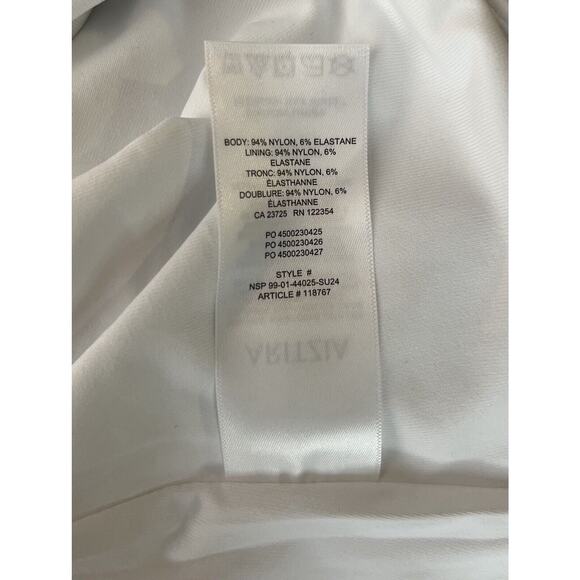 BODY: 94% NYLON, 6% ELASTANE
LINING: 94% NYLON, 6%
ELASTANE
TRONC: 94% NYLON, 6%
ÉLASTHANNE
DOUBLURE: 94% NYLON, 6%
ÉLASTHANNE
CA 23725 RN 122354
PO 4500230425
PO 4500230426
PO 4500230427
STYLE #
NSP 99-01-44025-SU24
ARTICLE # 118767
ARITZIA